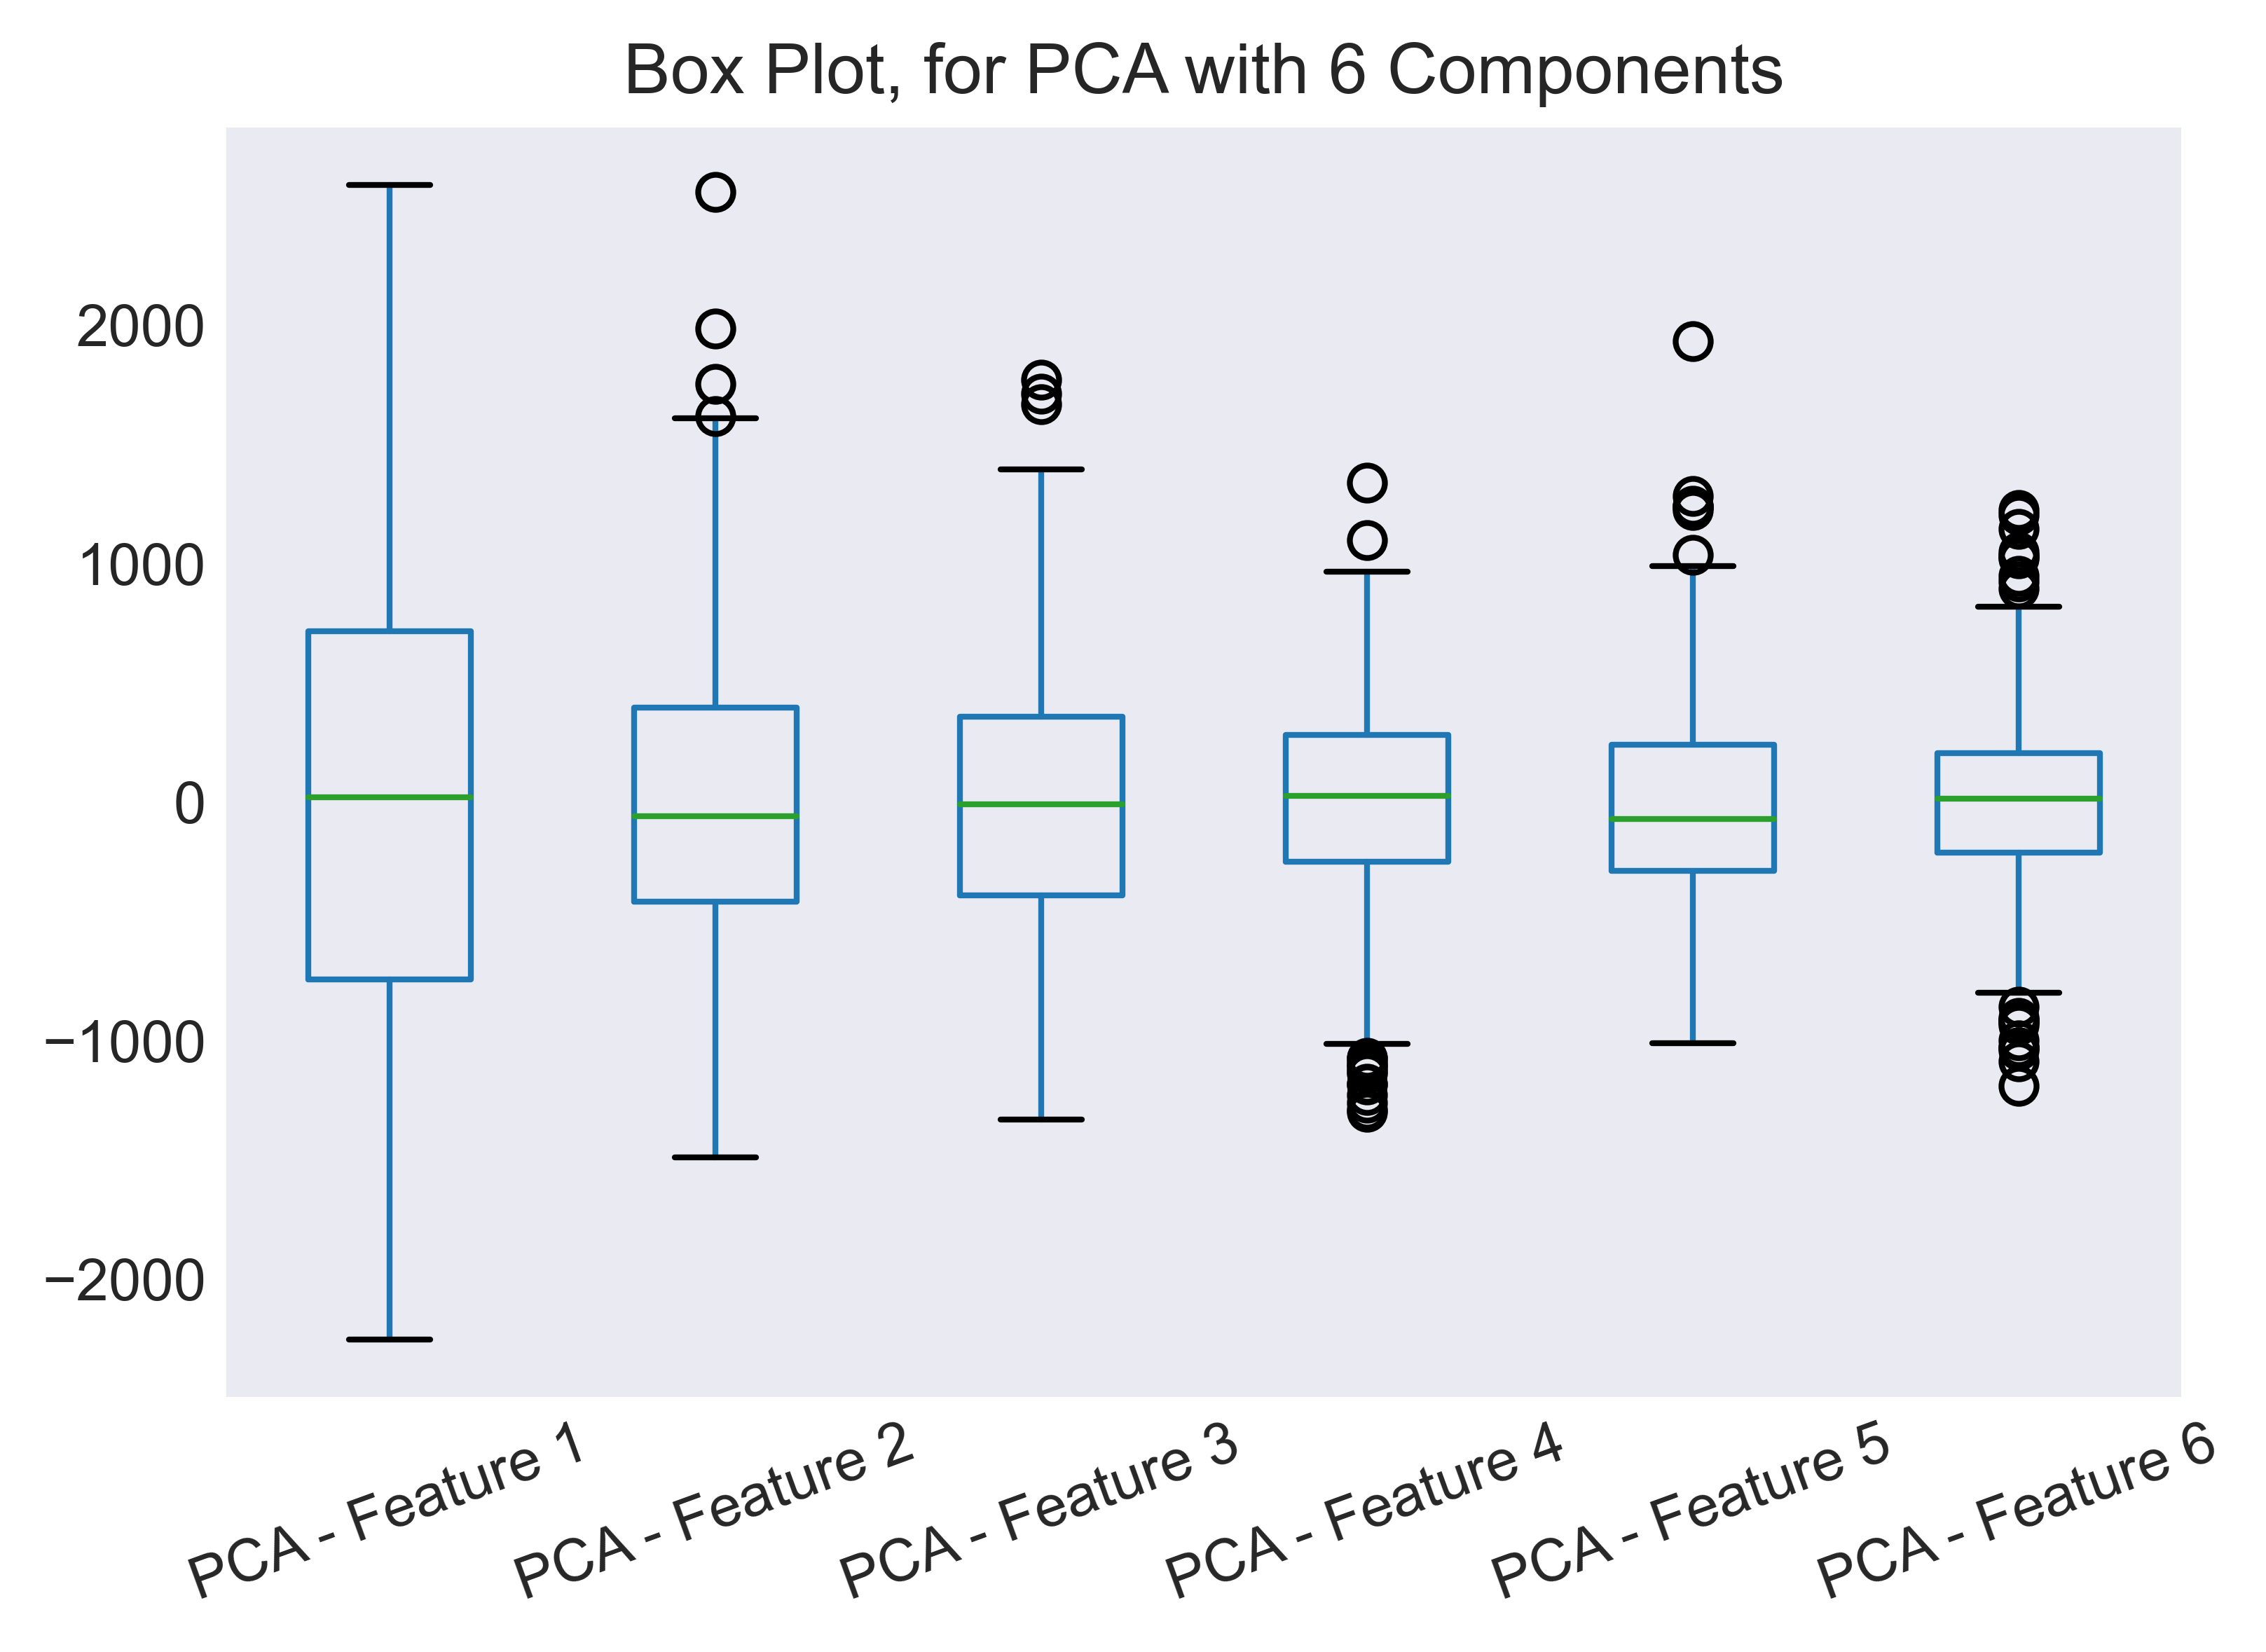 Box Plot, for PCA with 6 Components
2000
1000
0
−1000
−2000
PCA - Feature 1
PCA - Feature 2
PCA - Feature 3
PCA - Feature 4
PCA - Feature 5
PCA - Feature 6